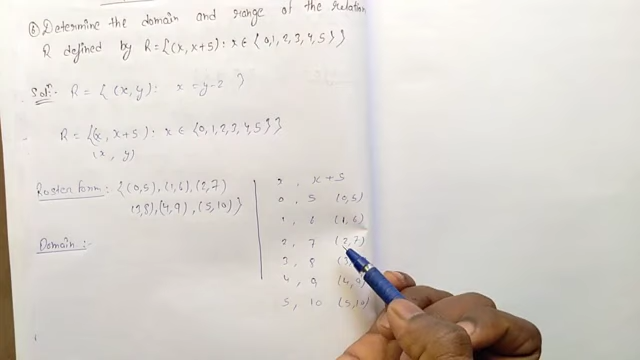 ⑥ Determine the domain and range of the relation
R defined by R = {(x, x+5) : x ∈ {0,1,2,3,4,5}}
Sol:- R = { (x, y) : x = y-2 }
R = {(x, x+5) : x ∈ {0,1,2,3,4,5}}
(x, y)
Roster form : {(0,5), (1,6), (2,7)
(3,8), (4,9), (5,10)}
Domain :-
x, x+5
0, 5 (0,5)
1, 6 (1,6)
2, 7 (2,7)
3, 8 (3,
4, 9 (4,9)
5, 10 (5,10)